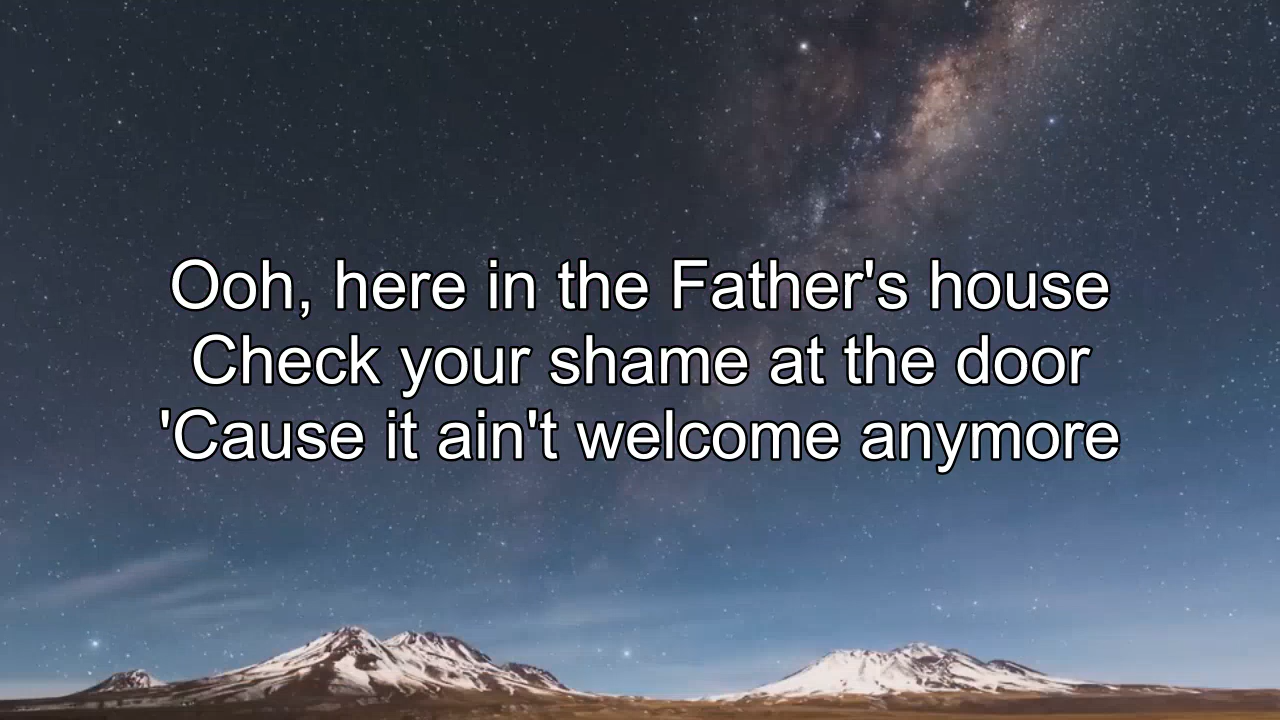 Ooh, here in the Father's house
Check your shame at the door
'Cause it ain't welcome anymore